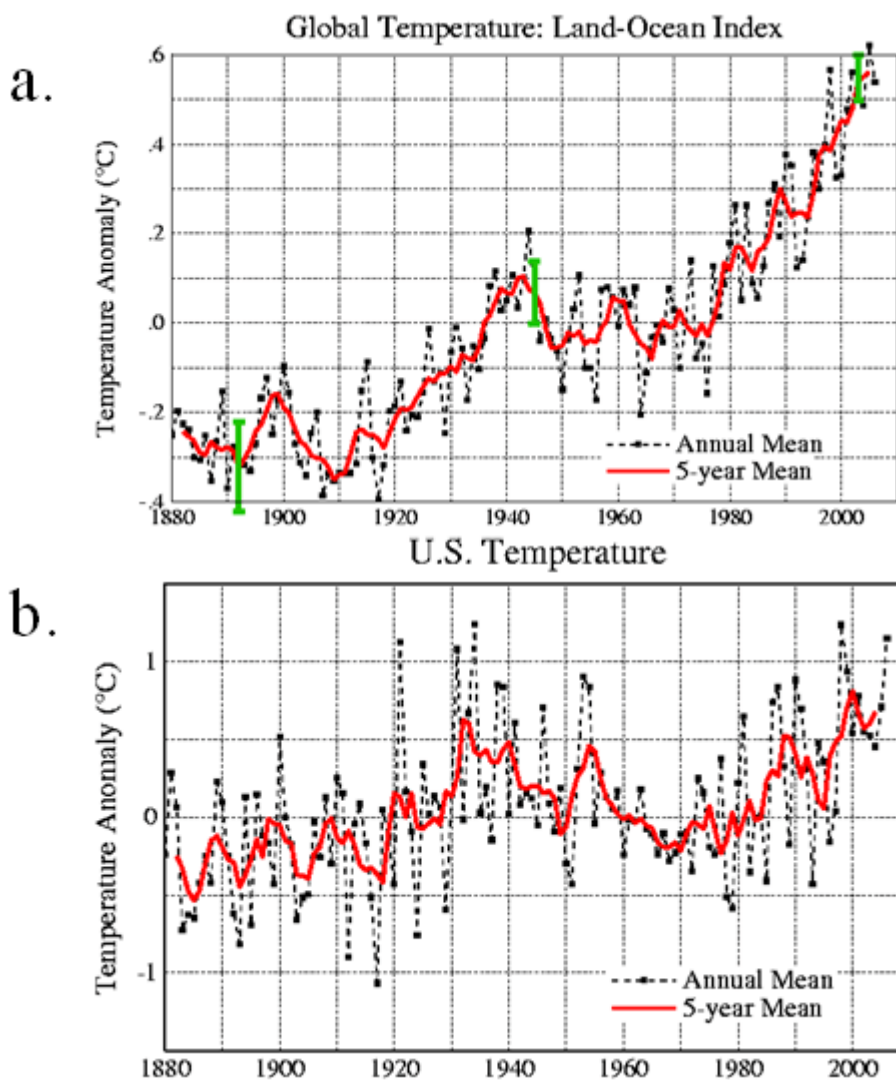 Global Temperature: Land-Ocean Index
a.
Temperature Anomaly (°C)
.6
.4
.2
.0
-.2
-.4
Annual Mean
5-year Mean
1880 1900 1920 1940 1960 1980 2000
U.S. Temperature
b.
Temperature Anomaly (°C)
1
0
-1
Annual Mean
5-year Mean
1880 1900 1920 1940 1960 1980 2000